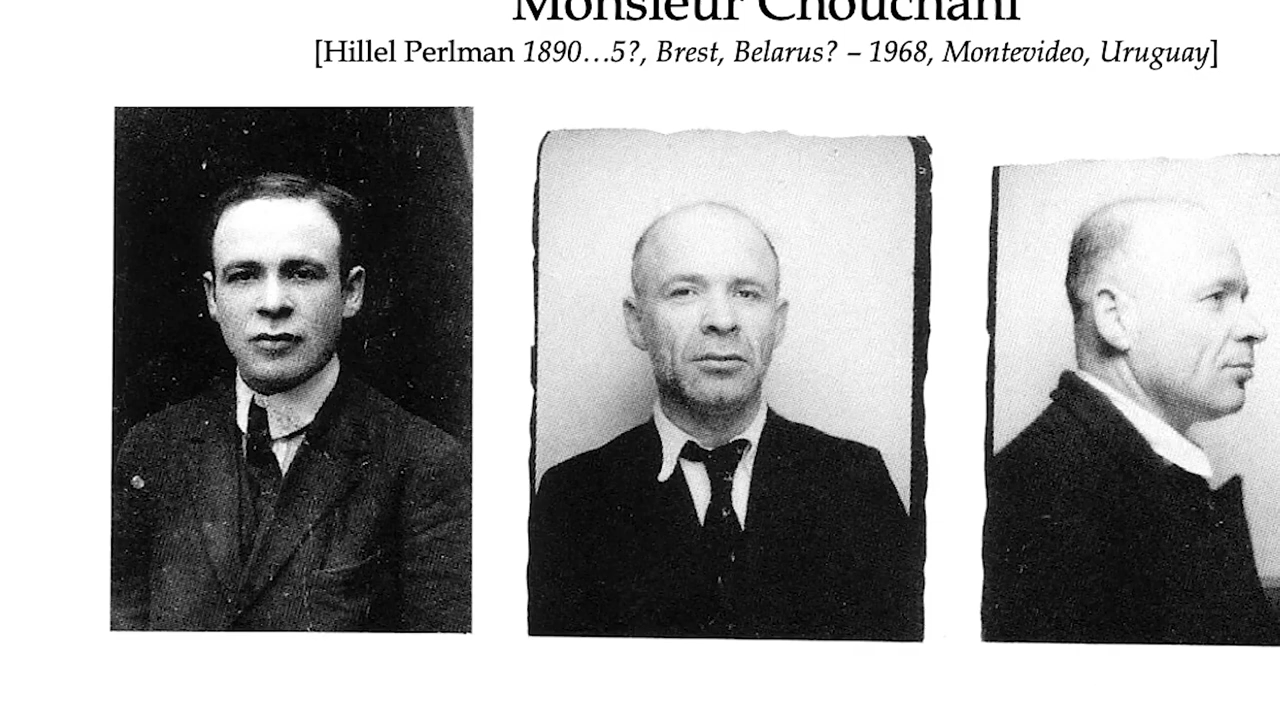 Monsieur Chouchani
[Hillel Perlman 1890…5?, Brest, Belarus? – 1968, Montevideo, Uruguay]